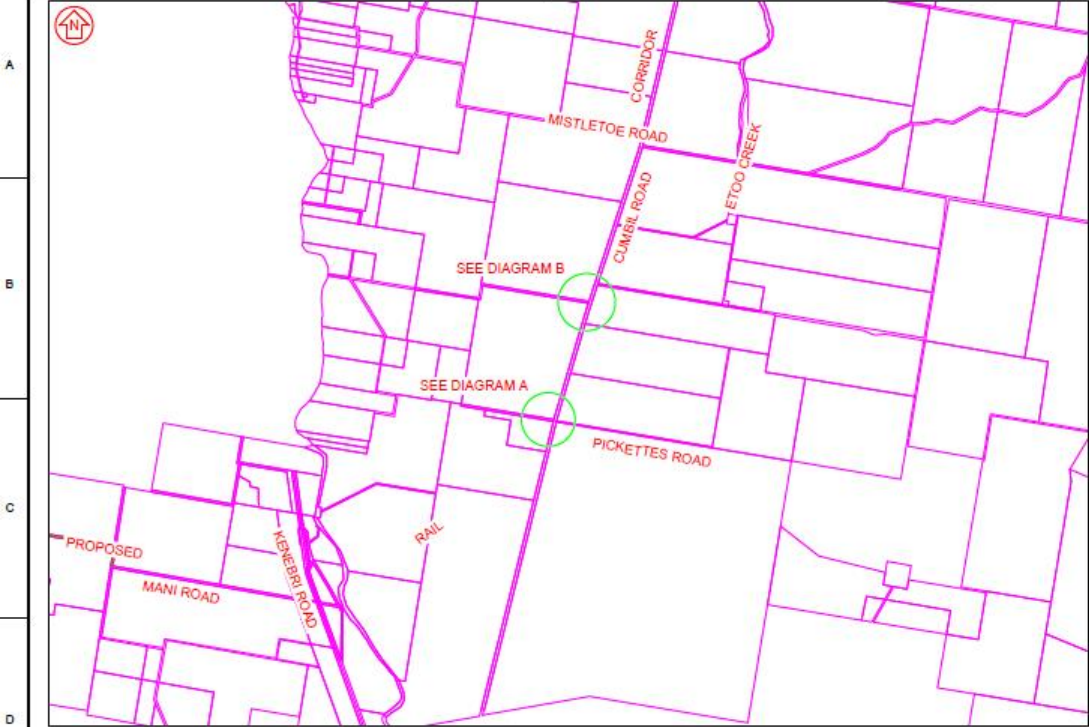 N
A
CORRIDOR
MISTLETOE ROAD
ETOO CREEK
CUMBIL ROAD
B
SEE DIAGRAM B
SEE DIAGRAM A
PICKETTES ROAD
C
RAIL
PROPOSED
KENEBRI ROAD
MANI ROAD
D